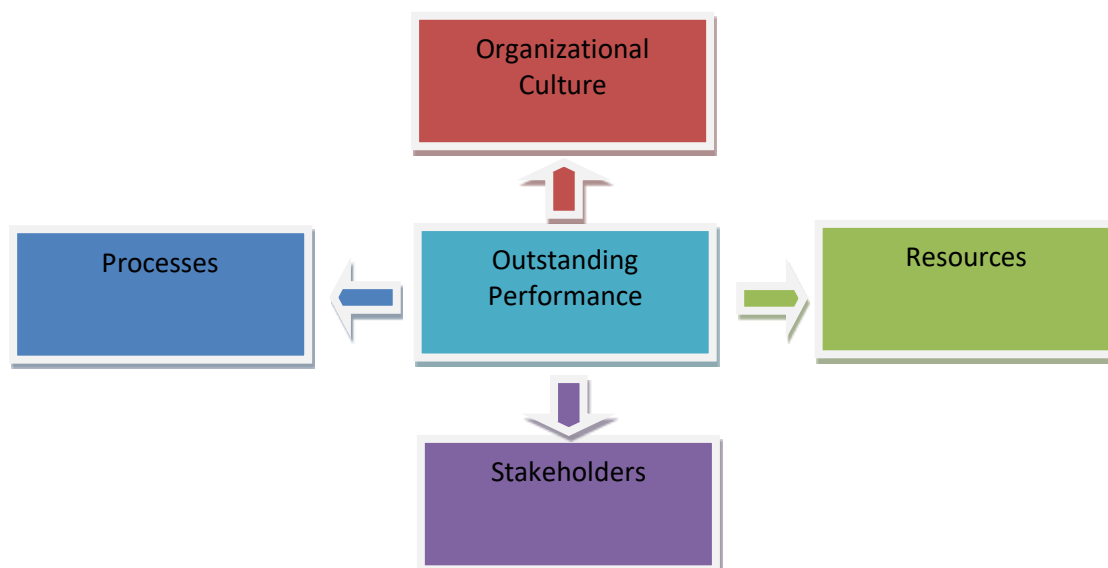 Organizational
Culture
Processes
Outstanding
Performance
Resources
Stakeholders